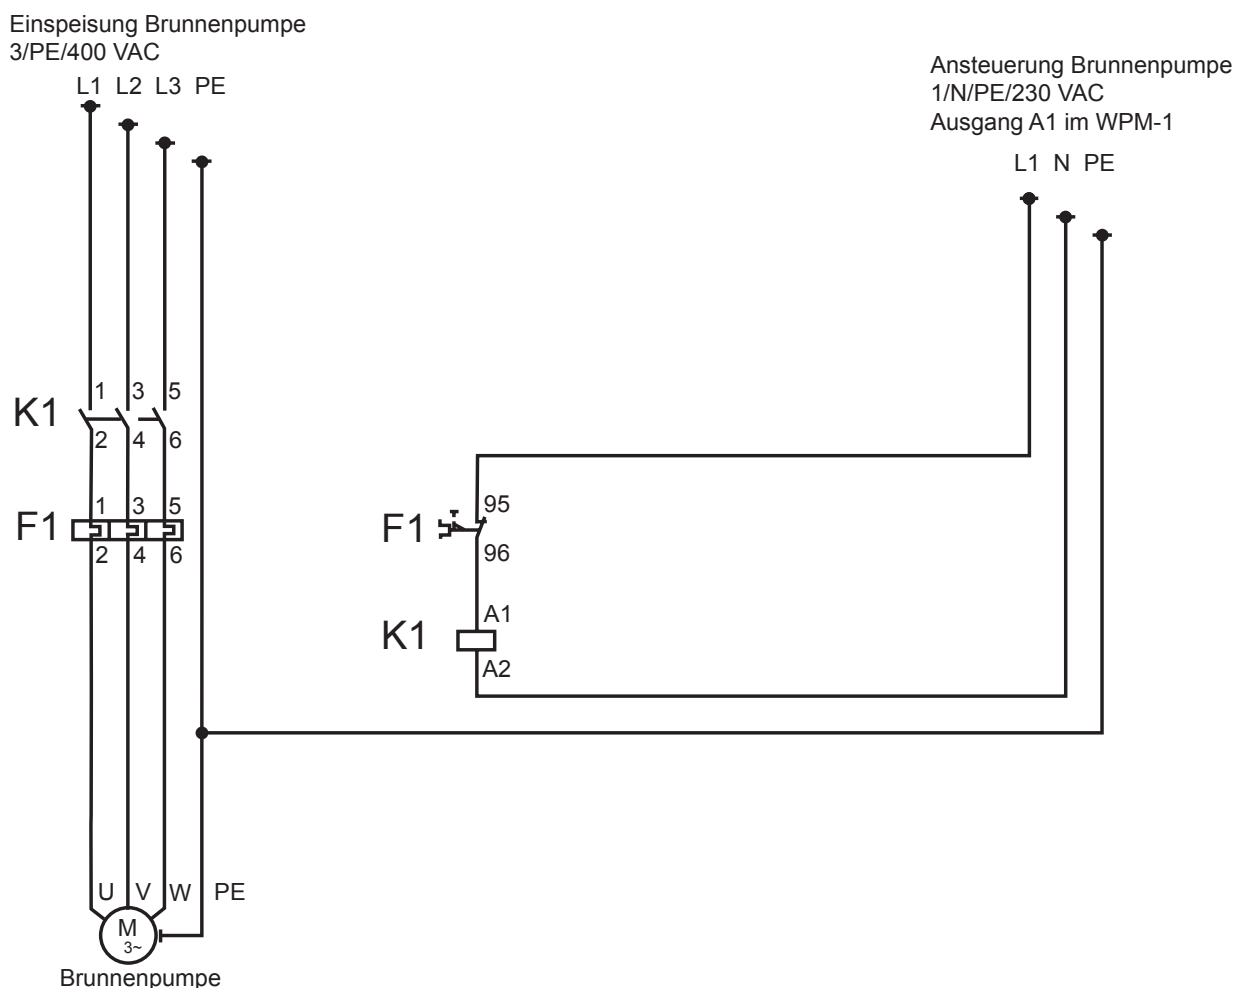 Einspeisung Brunnenpumpe
3/PE/400 VAC
L1 L2 L3 PE
Ansteuerung Brunnenpumpe
1/N/PE/230 VAC
Ausgang A1 im WPM-1
L1 N PE
1 3 5
K1
2 4 6
1 3 5
F1
2 4 6
95
F1
96
A1
K1
A2
U V W PE
M
3~
Brunnenpumpe